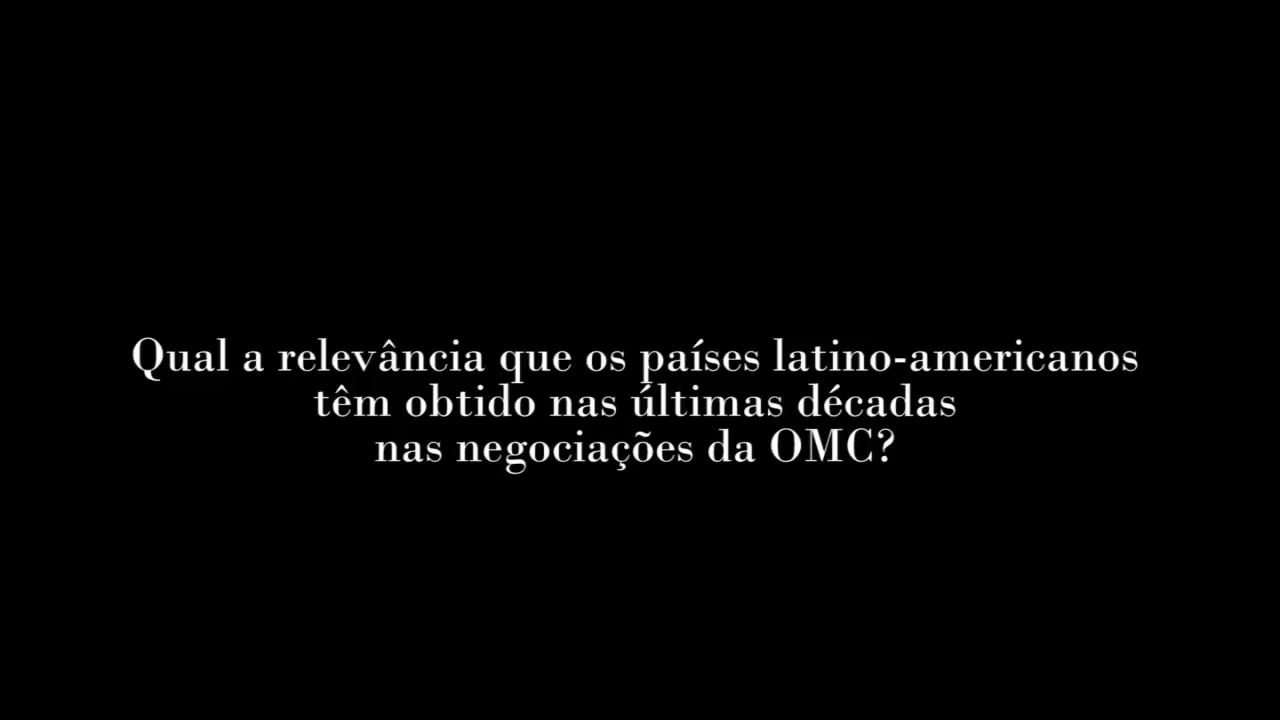 Qual a relevância que os países latino-americanos
têm obtido nas últimas décadas
nas negociações da OMC?